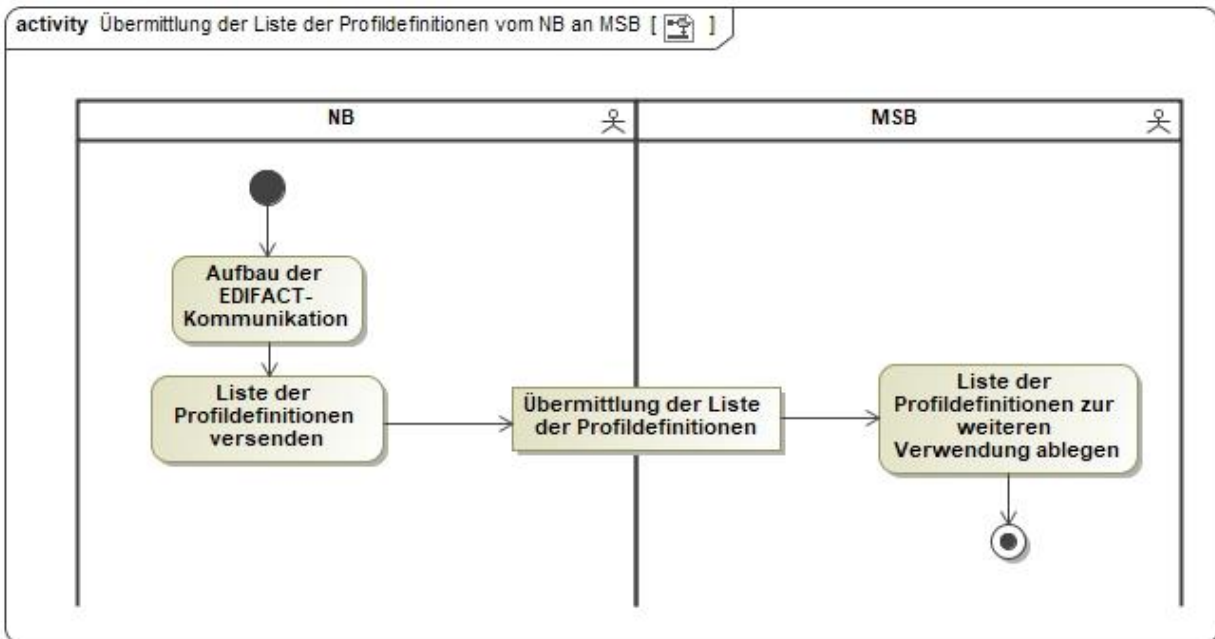 activity Übermittlung der Liste der Profildefinitionen vom NB an MSB [ ]
NB
MSB
Aufbau der
EDIFACT-
Kommunikation
Liste der
Profildefinitionen
versenden
Übermittlung der Liste
der Profildefinitionen
Liste der
Profildefinitionen zur
weiteren
Verwendung ablegen